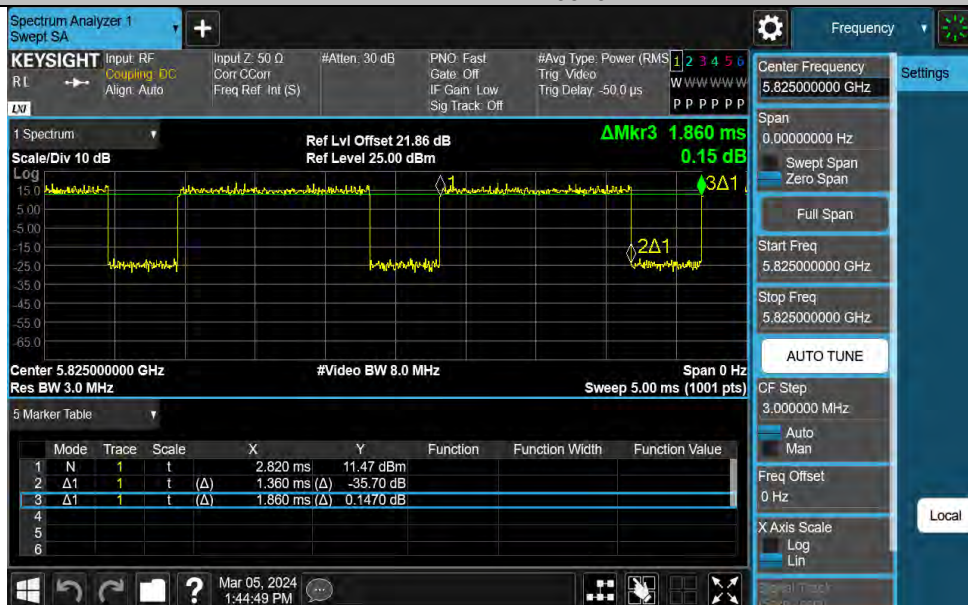 Spectrum Analyzer 1
Swept SA
+
Frequency
KEYSIGHT
RL
LXI
Input: RF
Coupling: DC
Align: Auto
Input Z: 50 Ω
Corr CCorr
Freq Ref: Int (S)
#Atten: 30 dB
PNO: Fast
Gate: Off
IF Gain: Low
Sig Track: Off
#Avg Type: Power (RMS
Trig: Video
Trig Delay: -50.0 µs
1 2 3 4 5 6
W W W W W W
P P P P P P
1 Spectrum
Scale/Div 10 dB
Ref Lvl Offset 21.86 dB
Ref Level 25.00 dBm
ΔMkr3 1.860 ms
0.15 dB
Log
15.0
5.00
-5.00
-15.0
-25.0
-35.0
-45.0
-55.0
-65.0
1
3Δ1
2Δ1
Center 5.825000000 GHz
#Video BW 8.0 MHz
Span 0 Hz
Res BW 3.0 MHz
Sweep 5.00 ms (1001 pts)
5 Marker Table
Mode Trace Scale X Y Function Function Width Function Value
1 N 1 t 2.820 ms 11.47 dBm
2 Δ1 1 t (Δ) 1.360 ms (Δ) -35.70 dB
3 Δ1 1 t (Δ) 1.860 ms (Δ) 0.1470 dB
4
5
6
?
Mar 05, 2024
1:44:49 PM
Center Frequency
5.825000000 GHz
Settings
Span
0.00000000 Hz
Swept Span
Zero Span
Full Span
Start Freq
5.825000000 GHz
Stop Freq
5.825000000 GHz
AUTO TUNE
CF Step
3.000000 MHz
Auto
Man
Freq Offset
0 Hz
Local
X Axis Scale
Log
Lin
Signal Track